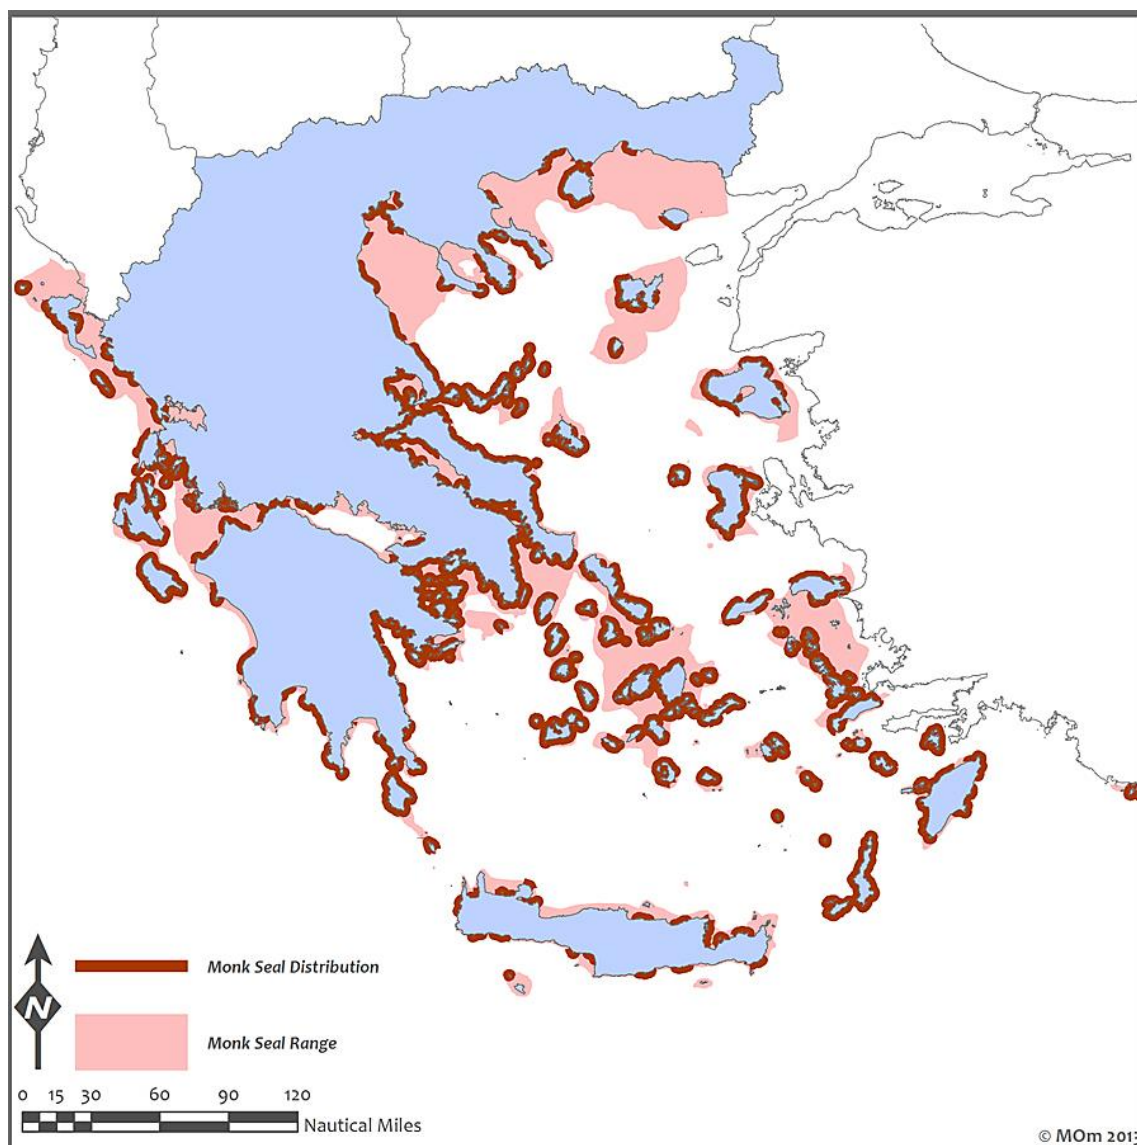 Monk Seal Distribution
N
Monk Seal Range
0 15 30 60 90 120
Nautical Miles
© MOm 2013